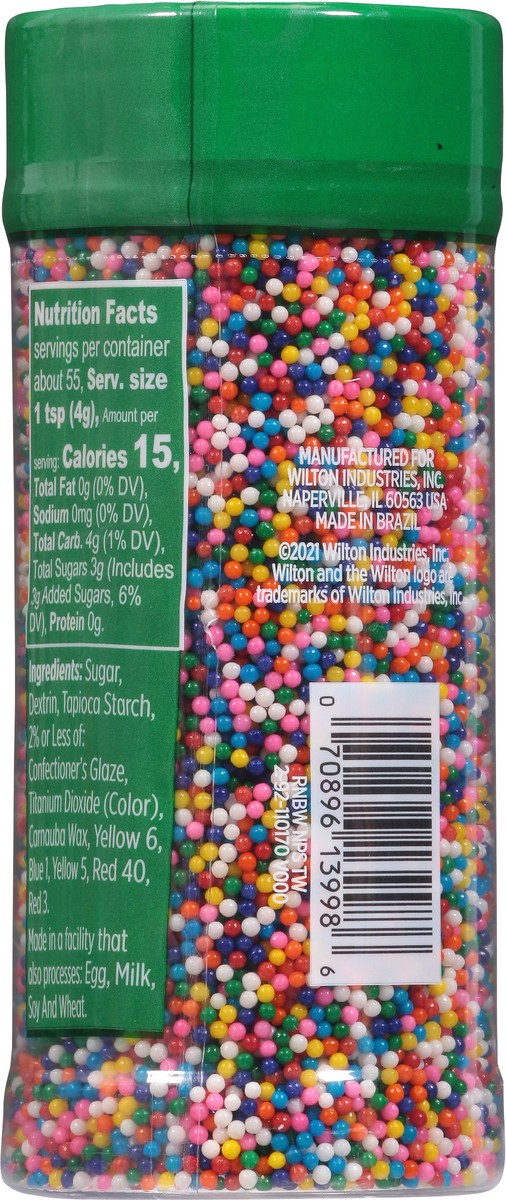 Nutrition Facts
servings per container
about 55, Serv. size
1 tsp (4g), Amount per
serving: Calories 15,
Total Fat 0g (0% DV),
Sodium 0mg (0% DV),
Total Carb. 4g (1% DV),
Total Sugars 3g (Includes
3g Added Sugars, 6%
DV), Protein 0g.
Ingredients: Sugar,
Dextrin, Tapioca Starch,
2% or Less of:
Confectioner's Glaze,
Titanium Dioxide (Color),
Carnauba Wax, Yellow 6,
Blue 1, Yellow 5, Red 40,
Red 3.
Made in a facility that
also processes: Egg, Milk,
Soy And Wheat.
MANUFACTURED FOR
WILTON INDUSTRIES, INC.
NAPERVILLE, IL 60563 USA
MADE IN BRAZIL
©2021 Wilton Industries, Inc.
Wilton and the Wilton logo are
trademarks of Wilton Industries, Inc.
RNBW NPS TW
2-92-110170 V000
0 70896 13998 6